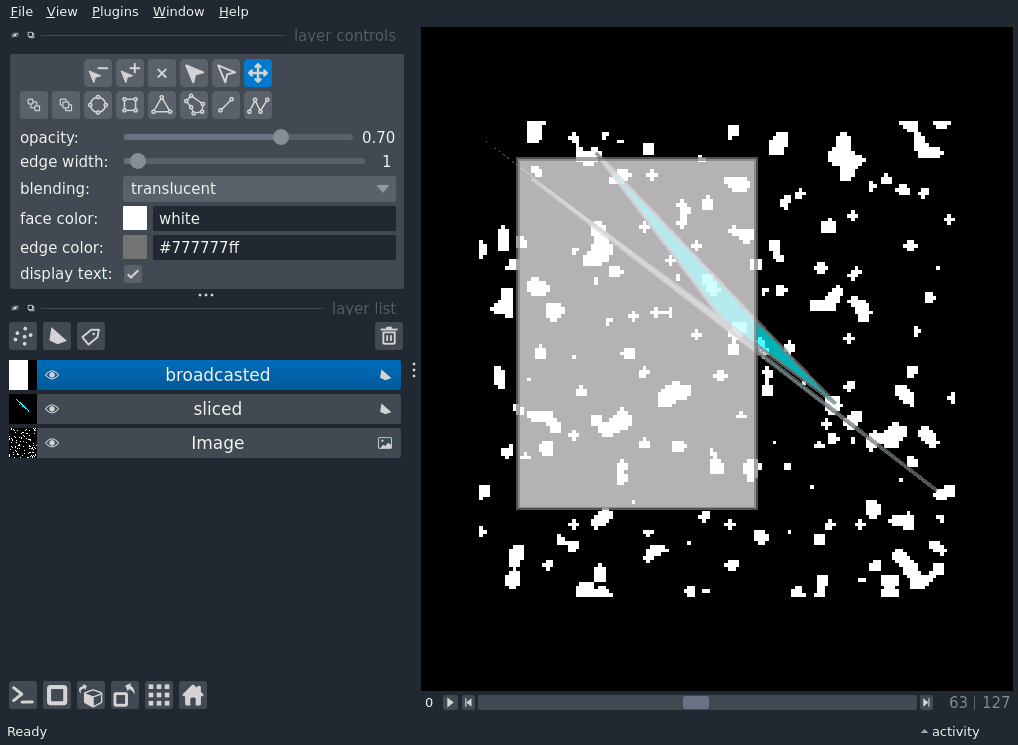 File View Plugins Window Help
layer controls
opacity: 0.70
edge width: 1
blending: translucent
face color: white
edge color: #777777ff
display text:
layer list
broadcasted
sliced
Image
0 63 | 127
Ready activity